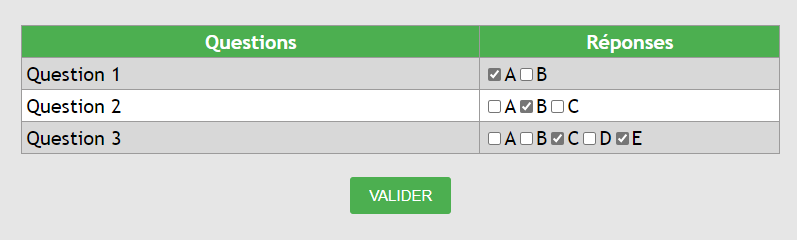 Questions Réponses
Question 1 A B
Question 2 A B C
Question 3 A B C D E
VALIDER